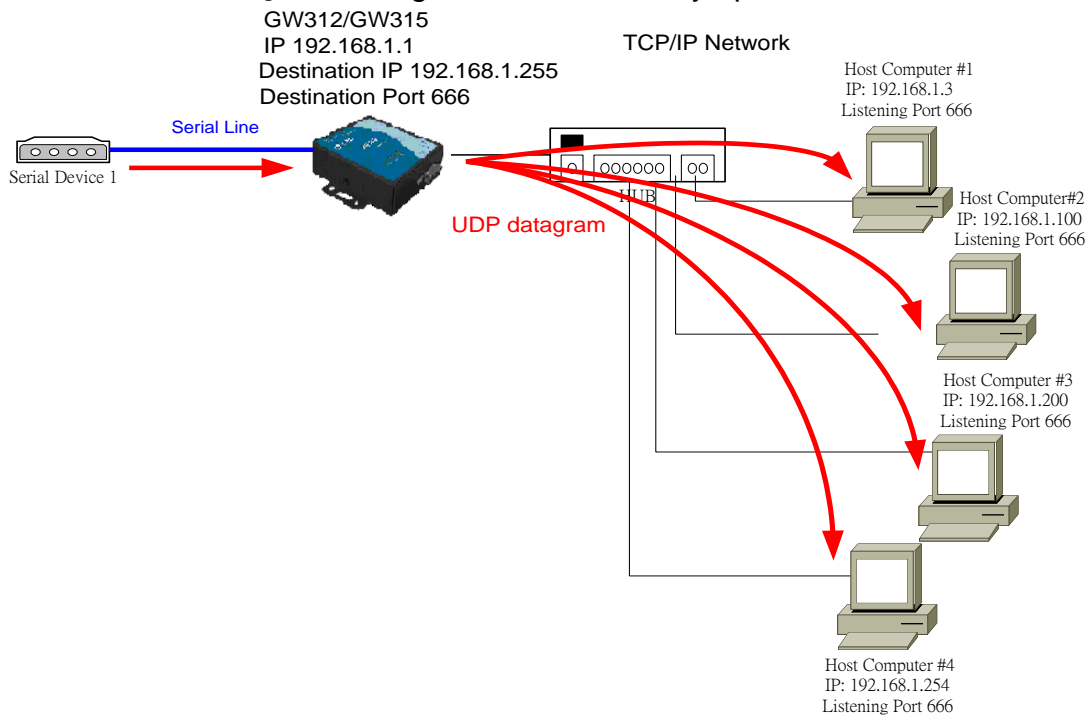 GW312/GW315
IP 192.168.1.1
Destination IP 192.168.1.255
Destination Port 666
TCP/IP Network
Serial Line
Serial Device 1
HUB
UDP datagram
Host Computer #1
IP: 192.168.1.3
Listening Port 666
Host Computer#2
IP: 192.168.1.100
Listening Port 666
Host Computer #3
IP: 192.168.1.200
Listening Port 666
Host Computer #4
IP: 192.168.1.254
Listening Port 666